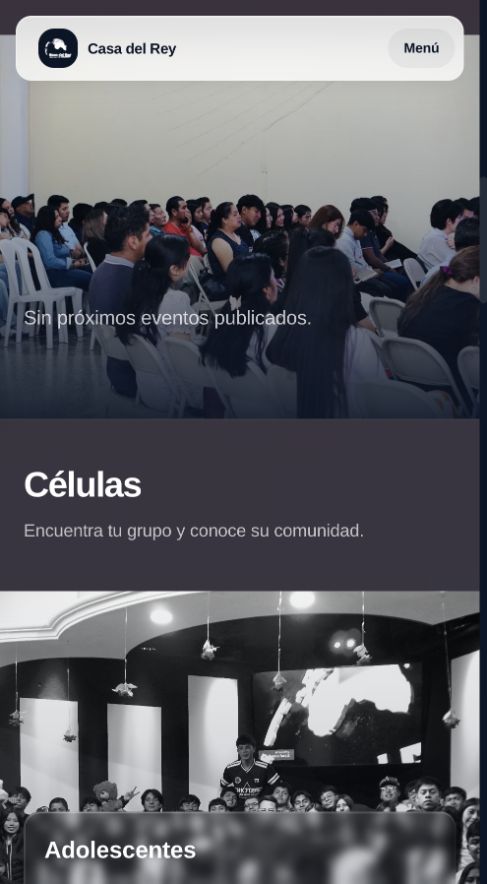 Casa del Rey
Menú
Sin próximos eventos publicados.
Células
Encuentra tu grupo y conoce su comunidad.
Adolescentes